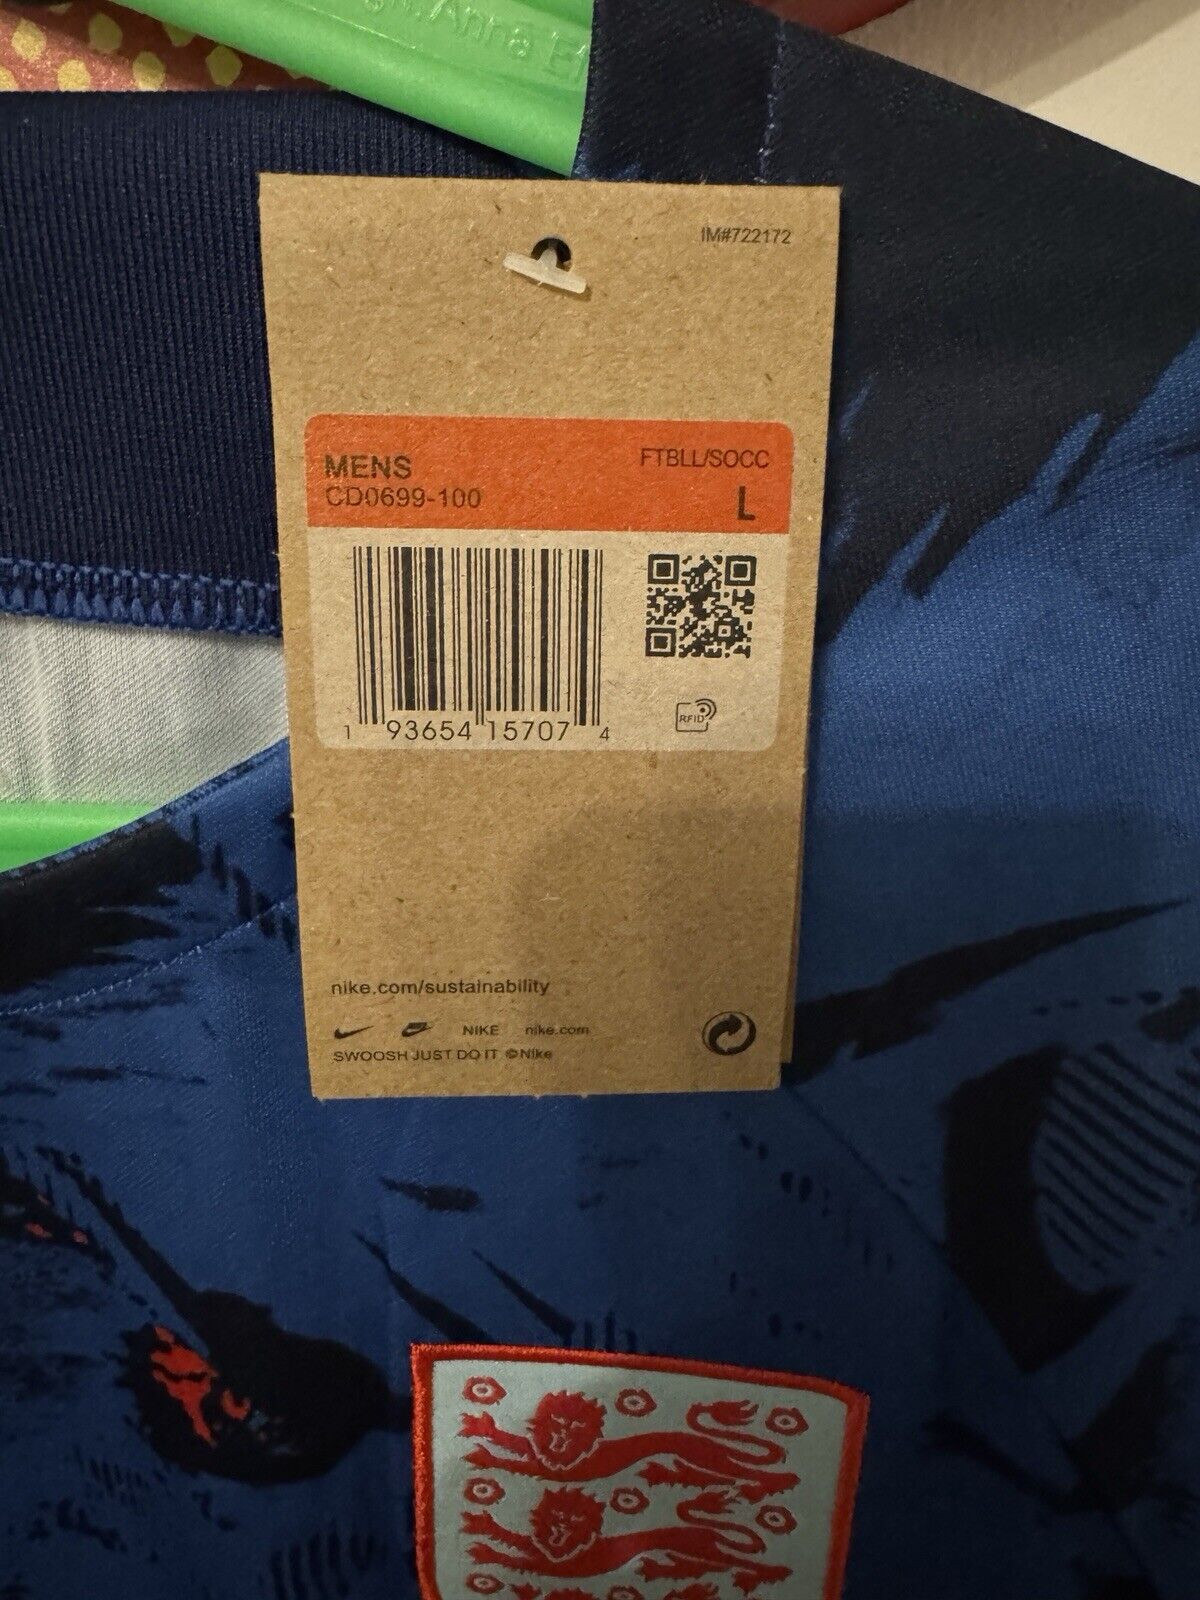 Anna
IM#722172
MENS
FTBLL/SOCC
CD0699-100
L
1 93654 15707 4
RFID
nike.com/sustainability
NIKE nike.com
SWOOSH JUST DO IT ©Nike